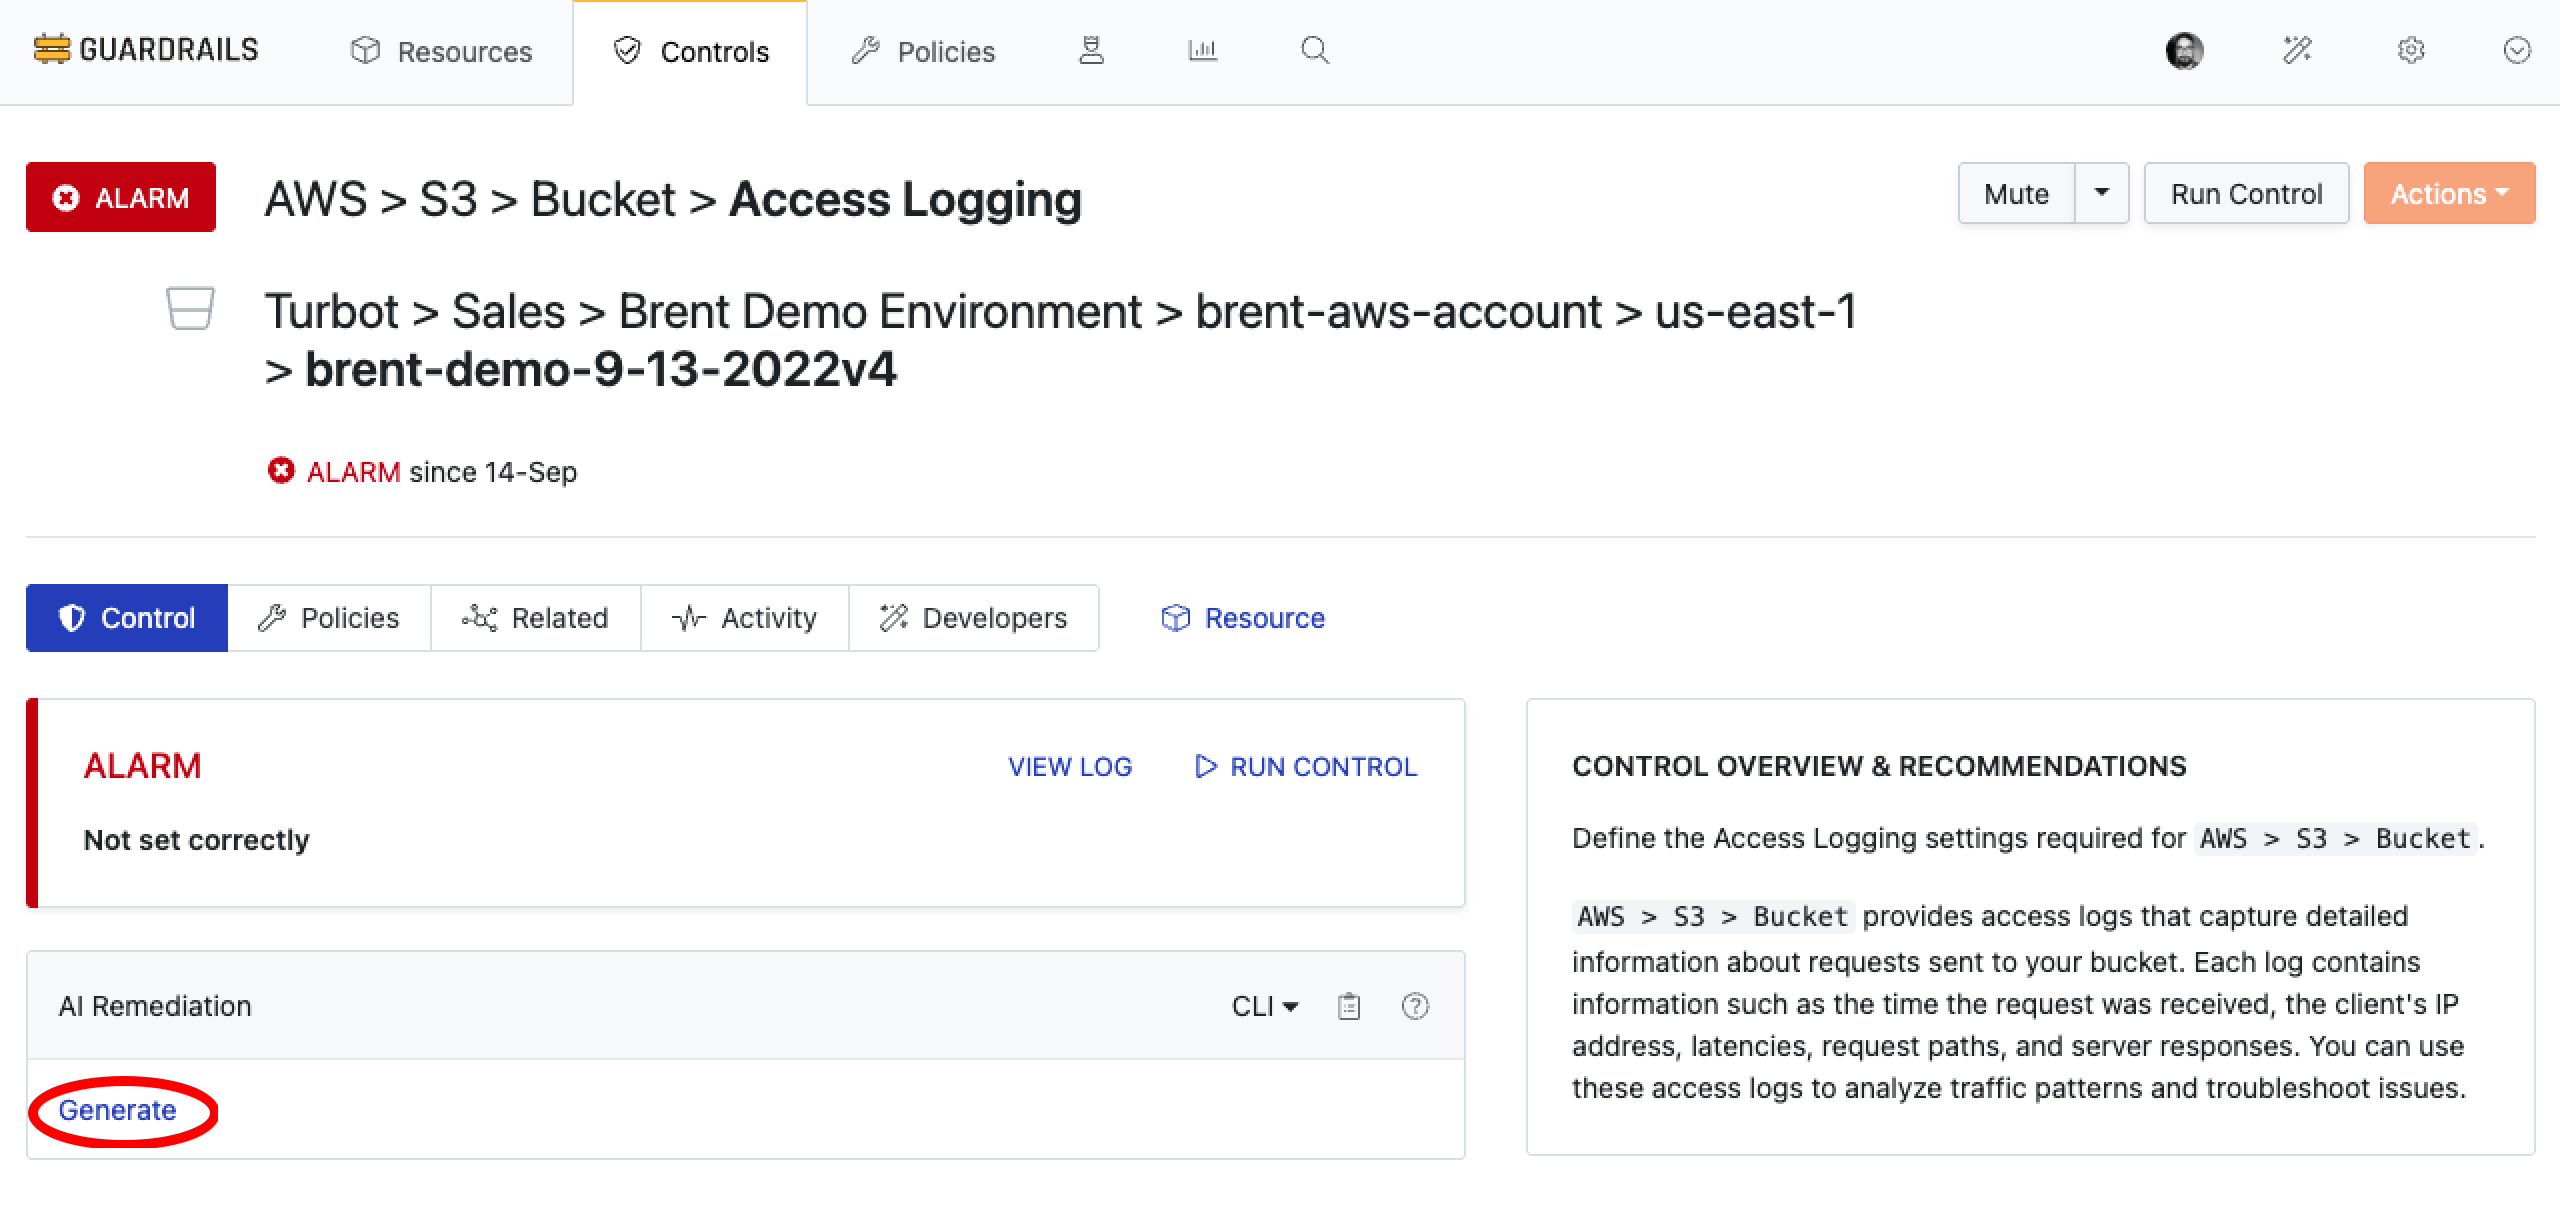 GUARDRAILS
Resources
Controls
Policies
ALARM
AWS > S3 > Bucket > Access Logging
Mute
Run Control
Actions
Turbot > Sales > Brent Demo Environment > brent-aws-account > us-east-1
> brent-demo-9-13-2022v4
ALARM since 14-Sep
Control
Policies
Related
Activity
Developers
Resource
ALARM
VIEW LOG
RUN CONTROL
Not set correctly
AI Remediation
CLI
Generate
CONTROL OVERVIEW & RECOMMENDATIONS
Define the Access Logging settings required for AWS > S3 > Bucket.
AWS > S3 > Bucket provides access logs that capture detailed
information about requests sent to your bucket. Each log contains
information such as the time the request was received, the client's IP
address, latencies, request paths, and server responses. You can use
these access logs to analyze traffic patterns and troubleshoot issues.